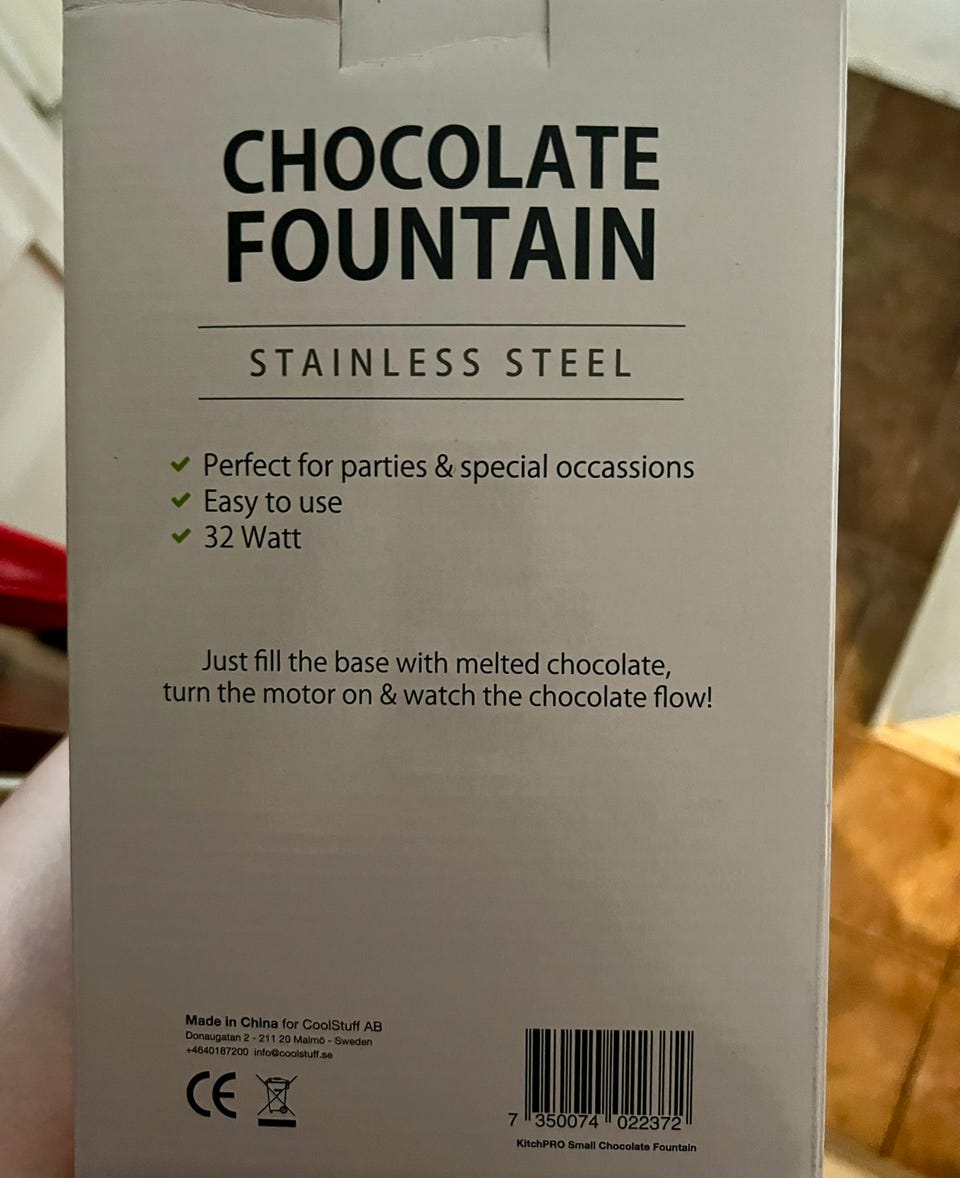 CHOCOLATE
FOUNTAIN
STAINLESS STEEL
Perfect for parties & special occassions
Easy to use
32 Watt
Just fill the base with melted chocolate,
turn the motor on & watch the chocolate flow!
Made in China for CoolStuff AB
Donaugatan 2 - 211 20 Malmö - Sweden
+4640187200 info@coolstuff.se
CE
7 350074 022372
KitchPRO Small Chocolate Fountain